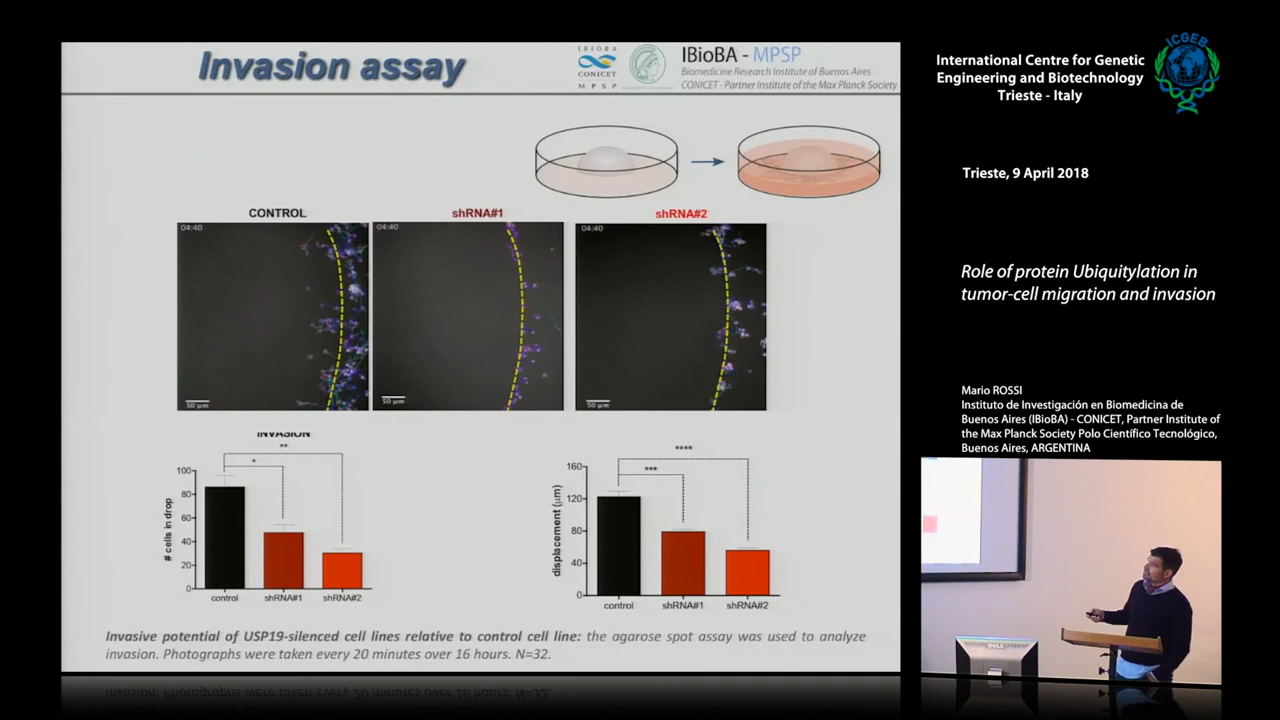 Invasion assay
IBIOBA
CONICET
MPSP
IBioBA - MPSP
Biomedicine Research Institute of Buenos Aires
CONICET - Partner Institute of the Max Planck Society
CONTROL
shRNA#1
shRNA#2
04:40
04:40
04:40
50 µm
50 µm
50 µm
INVASION
**
*
100
80
60
40
20
0
# cells in drop
control
shRNA#1
shRNA#2
****
***
160
120
80
40
0
displacement (µm)
control
shRNA#1
shRNA#2
Invasive potential of USP19-silenced cell lines relative to control cell line: the agarose spot assay was used to analyze
invasion. Photographs were taken every 20 minutes over 16 hours. N=32.
International Centre for Genetic
Engineering and Biotechnology
Trieste - Italy
ICGEB
Trieste, 9 April 2018
Role of protein Ubiquitylation in
tumor-cell migration and invasion
Mario ROSSI
Instituto de Investigación en Biomedicina de
Buenos Aires (IBioBA) - CONICET, Partner Institute of
the Max Planck Society Polo Científico Tecnológico,
Buenos Aires, ARGENTINA
DELL